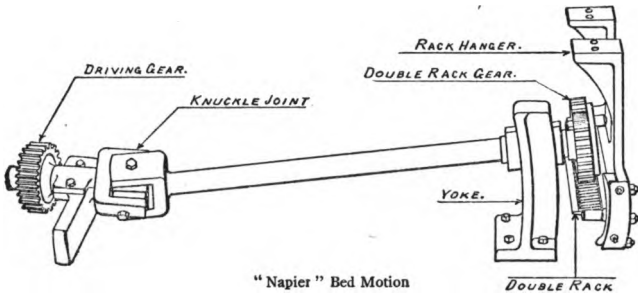 RACK HANGER.
DRIVING GEAR.
DOUBLE RACK GEAR.
KNUCKLE JOINT
YOKE.
"Napier" Bed Motion
DOUBLE RACK